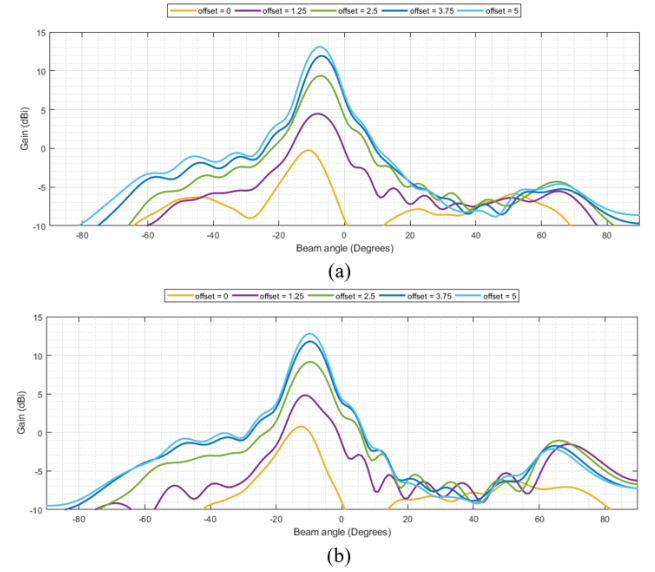 offset = 0 offset = 1.25 offset = 2.5 offset = 3.75 offset = 5
15
10
5
0
-5
-10
Gain (dBi)
-80 -60 -40 -20 0 20 40 60 80
Beam angle (Degrees)
(a)
offset = 0 offset = 1.25 offset = 2.5 offset = 3.75 offset = 5
15
10
5
0
-5
-10
Gain (dBi)
-80 -60 -40 -20 0 20 40 60 80
Beam angle (Degrees)
(b)